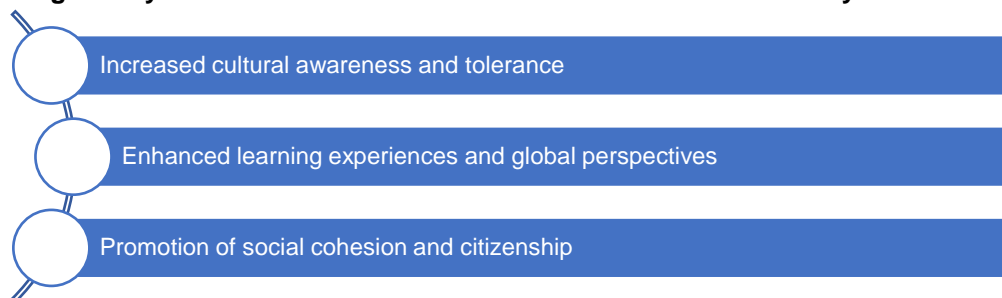 Increased cultural awareness and tolerance
Enhanced learning experiences and global perspectives
Promotion of social cohesion and citizenship